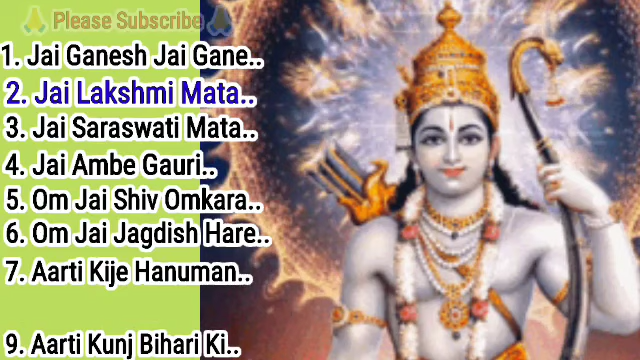 🙏 Please Subscribe 🙏
1. Jai Ganesh Jai Gane..
2. Jai Lakshmi Mata..
3. Jai Saraswati Mata..
4. Jai Ambe Gauri..
5. Om Jai Shiv Omkara..
6. Om Jai Jagdish Hare..
7. Aarti Kije Hanuman..
9. Aarti Kunj Bihari Ki..